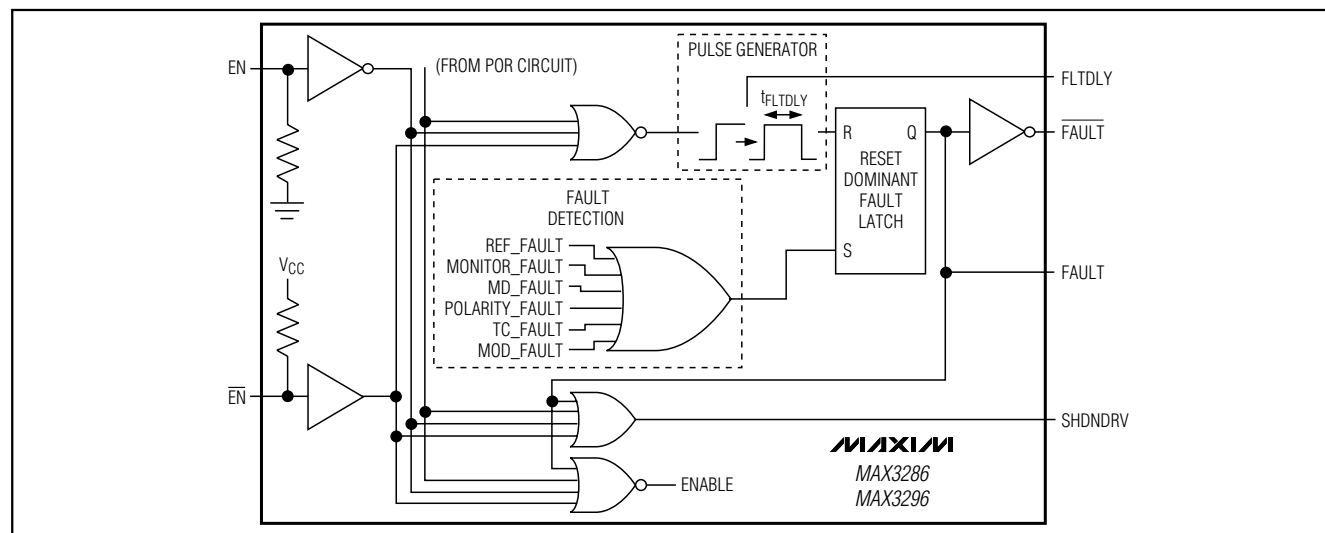 PULSE GENERATOR
EN
(FROM POR CIRCUIT)
FLTDLY
tFLTDLY
R
Q
FAULT
RESET
DOMINANT
FAULT
LATCH
FAULT
DETECTION
REF_FAULT
MONITOR_FAULT
MD_FAULT
POLARITY_FAULT
TC_FAULT
MOD_FAULT
S
VCC
FAULT
EN
SHDNDRV
MAXIM
MAX3286
MAX3296
ENABLE